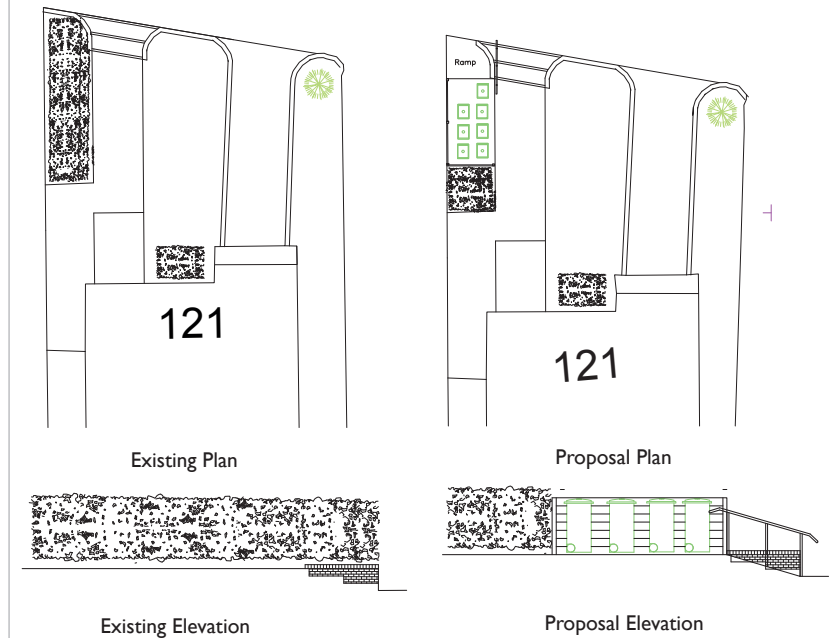 Ramp
121
121
Existing Plan
Proposal Plan
Existing Elevation
Proposal Elevation